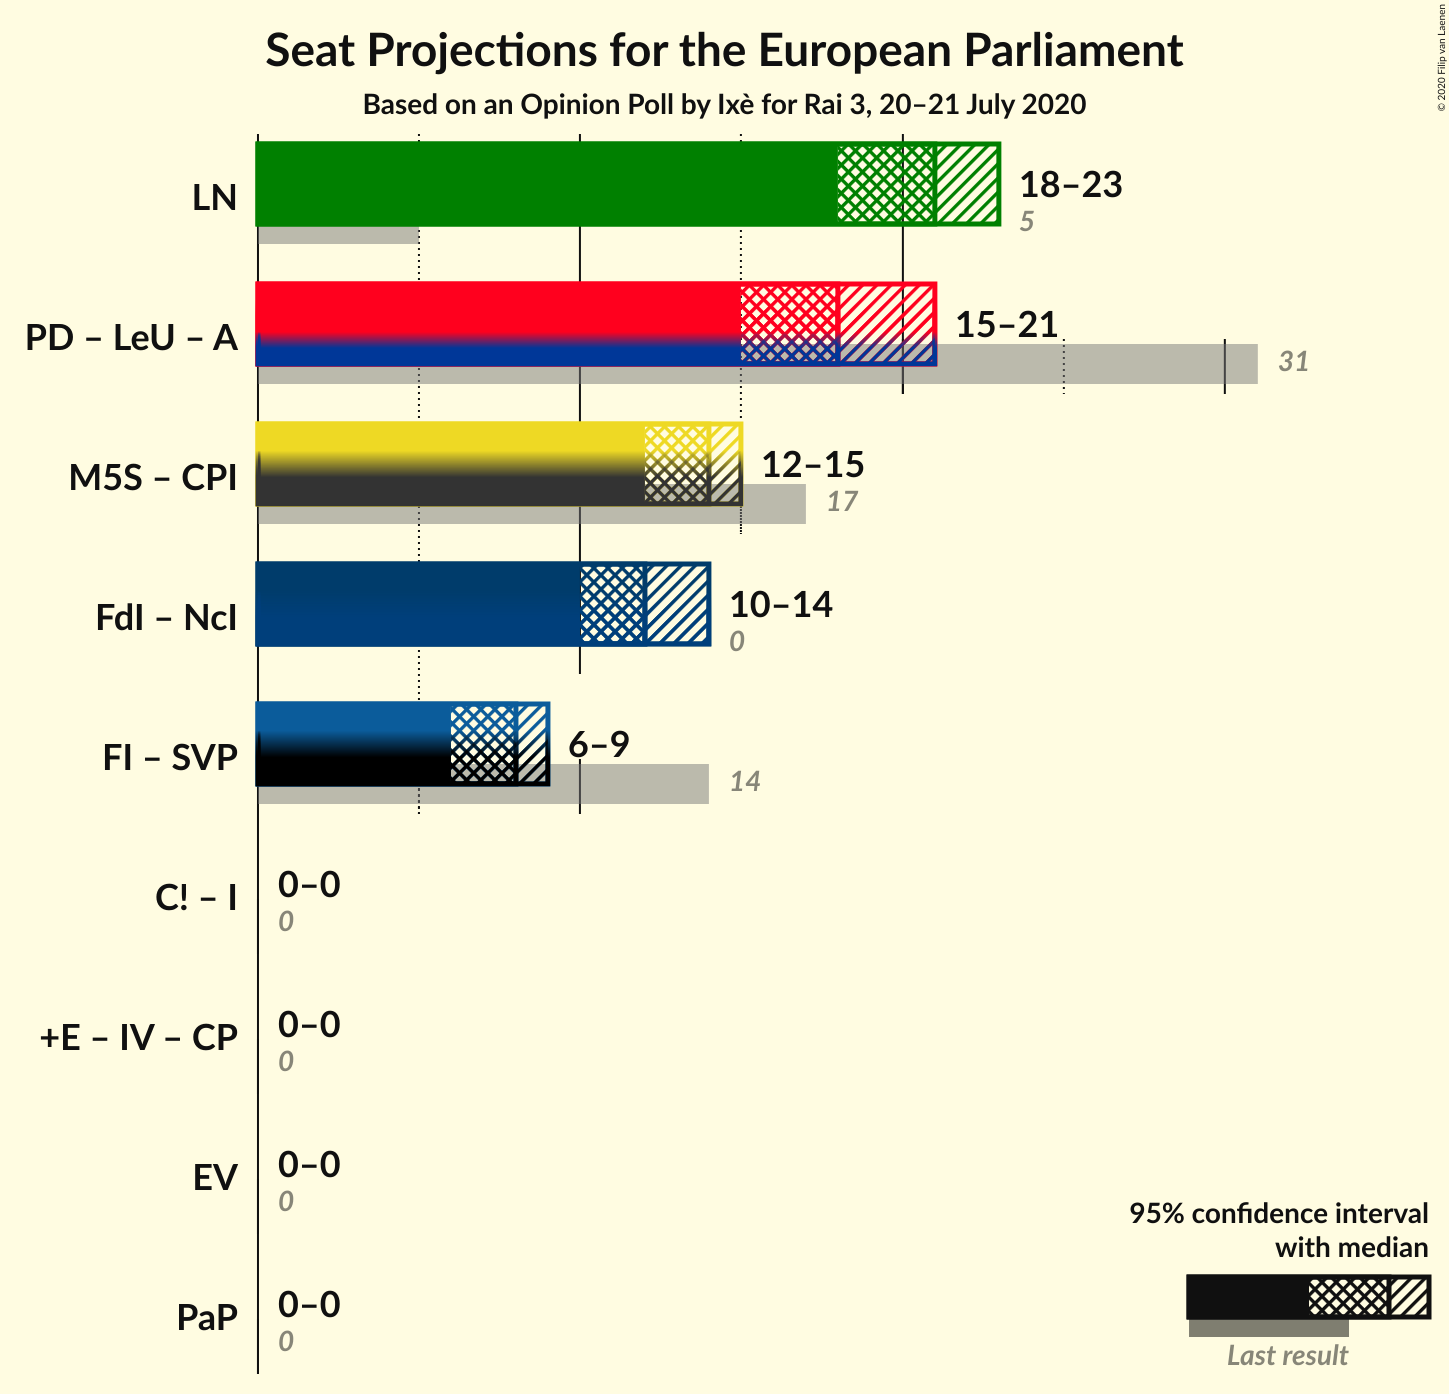 Seat Projections for the European Parliament
Based on an Opinion Poll by Ixè for Rai 3, 20–21 July 2020
© 2020 Filip van Laenen
LN
18–23
5
PD – LeU – A
15–21
31
M5S – CPI
12–15
17
FdI – NcI
10–14
0
FI – SVP
6–9
14
C! – I
0–0
0
+E – IV – CP
0–0
0
EV
0–0
0
PaP
0–0
0
95% confidence interval
with median
Last result